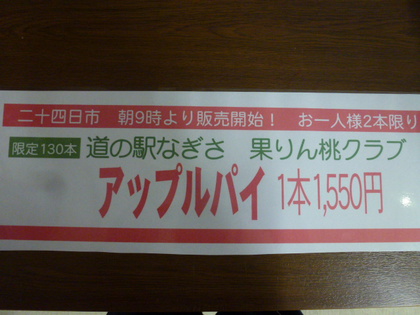 二十四日市　朝9時より販売開始！　お一人様2本限り
限定130本 道の駅なぎさ　果りん桃クラブ
アップルパイ 1本1,550円